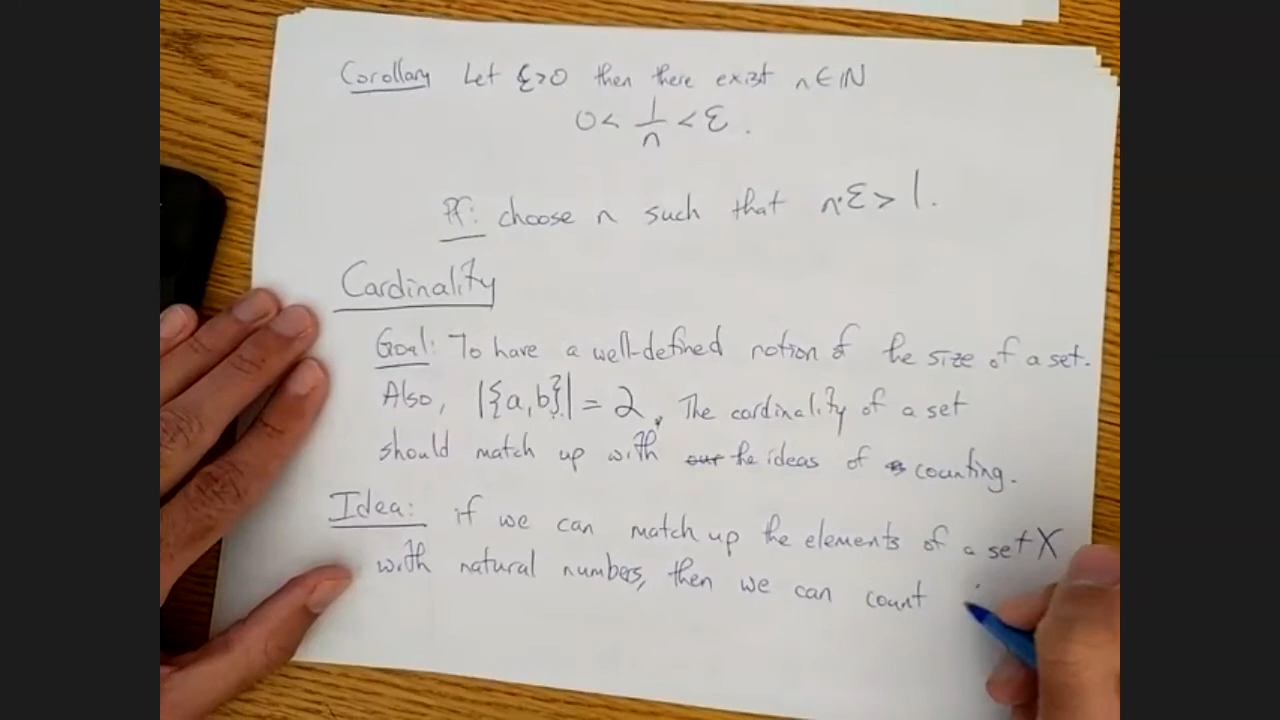 Corollary Let ε>0 then there exist n∈ℕ
0 < 1/n < ε.
Pf: choose n such that n·ε > 1.
Cardinality
Goal: To have a well-defined notion of the size of a set.
Also, |{a,b}| = 2. The cardinality of a set
should match up with our the ideas of counting.
Idea: if we can match up the elements of a set X
with natural numbers, then we can count